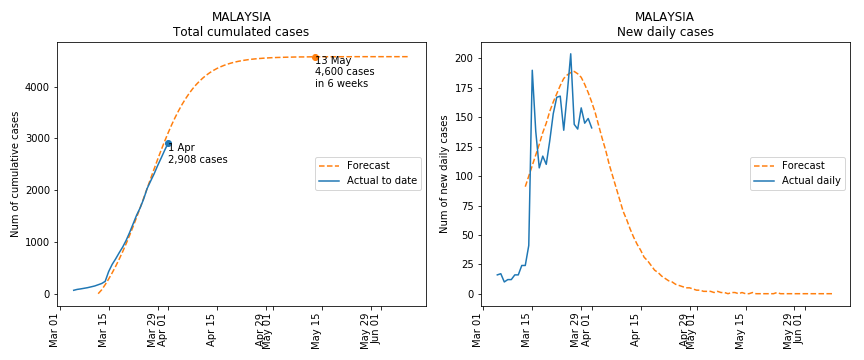 MALAYSIA
Total cumulated cases
Num of cumulative cases
4000
3000
2000
1000
0
13 May
4,600 cases
in 6 weeks
1 Apr
2,908 cases
Forecast
Actual to date
Mar 01
Mar 15
Mar 29
Apr 01
Apr 15
Apr 29
May 01
May 15
May 29
Jun 01
MALAYSIA
New daily cases
Num of new daily cases
200
175
150
125
100
75
50
25
0
Forecast
Actual daily
Mar 01
Mar 15
Mar 29
Apr 01
Apr 15
Apr 29
May 01
May 15
May 29
Jun 01